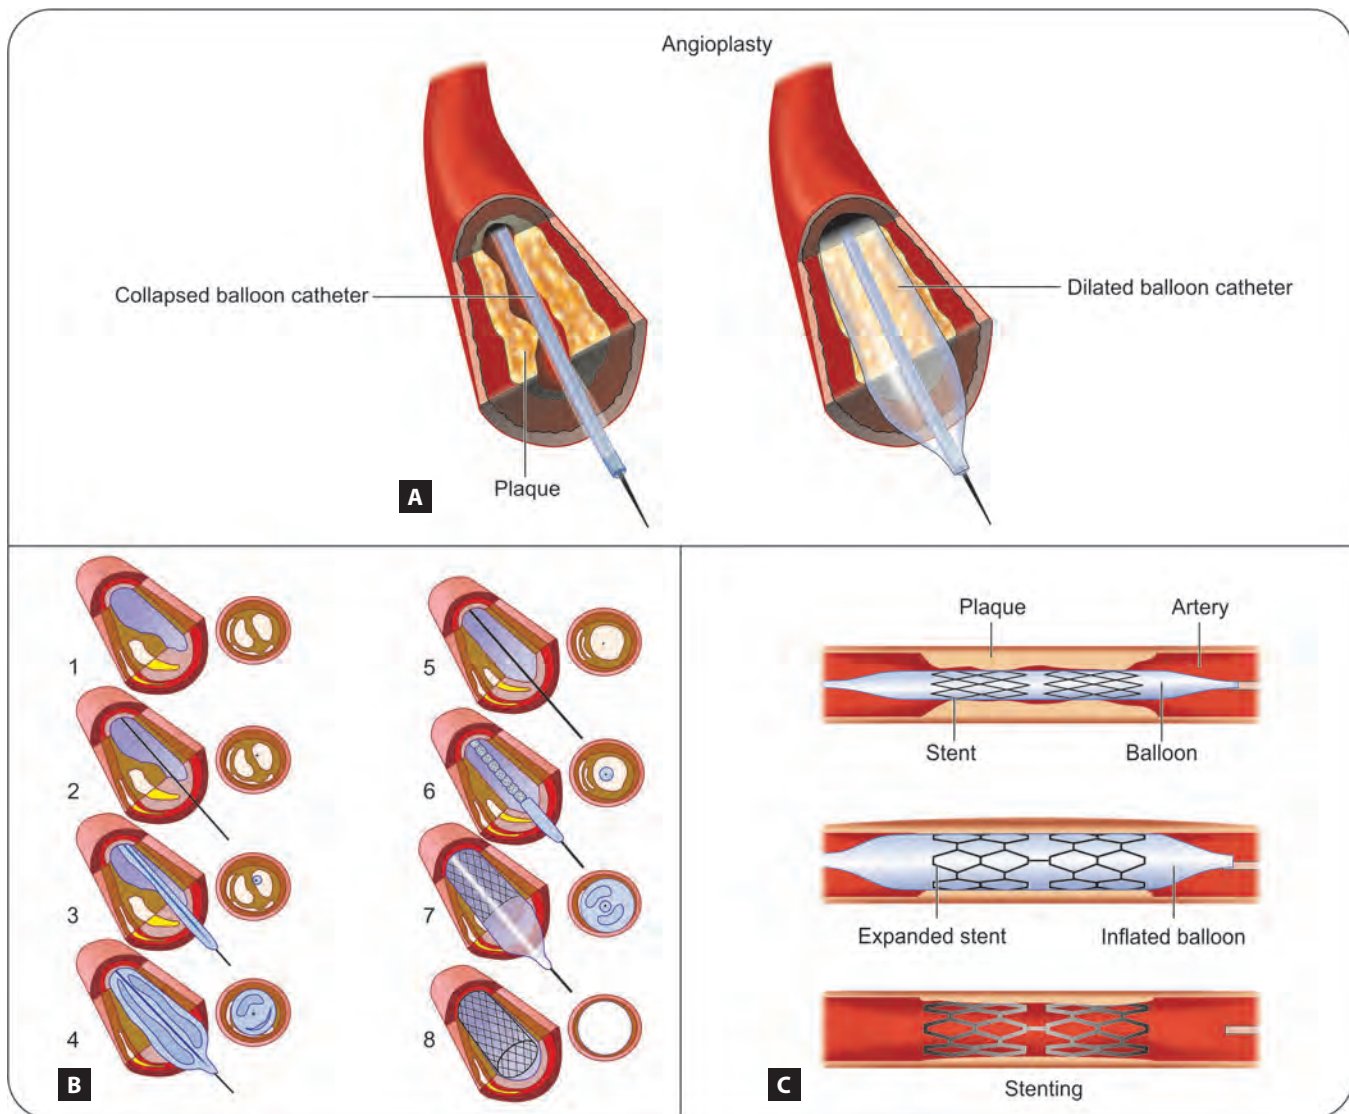 Angioplasty
Collapsed balloon catheter
Dilated balloon catheter
Plaque
A
1
2
3
4
5
6
7
8
B
Plaque
Artery
Stent
Balloon
Expanded stent
Inflated balloon
Stenting
C